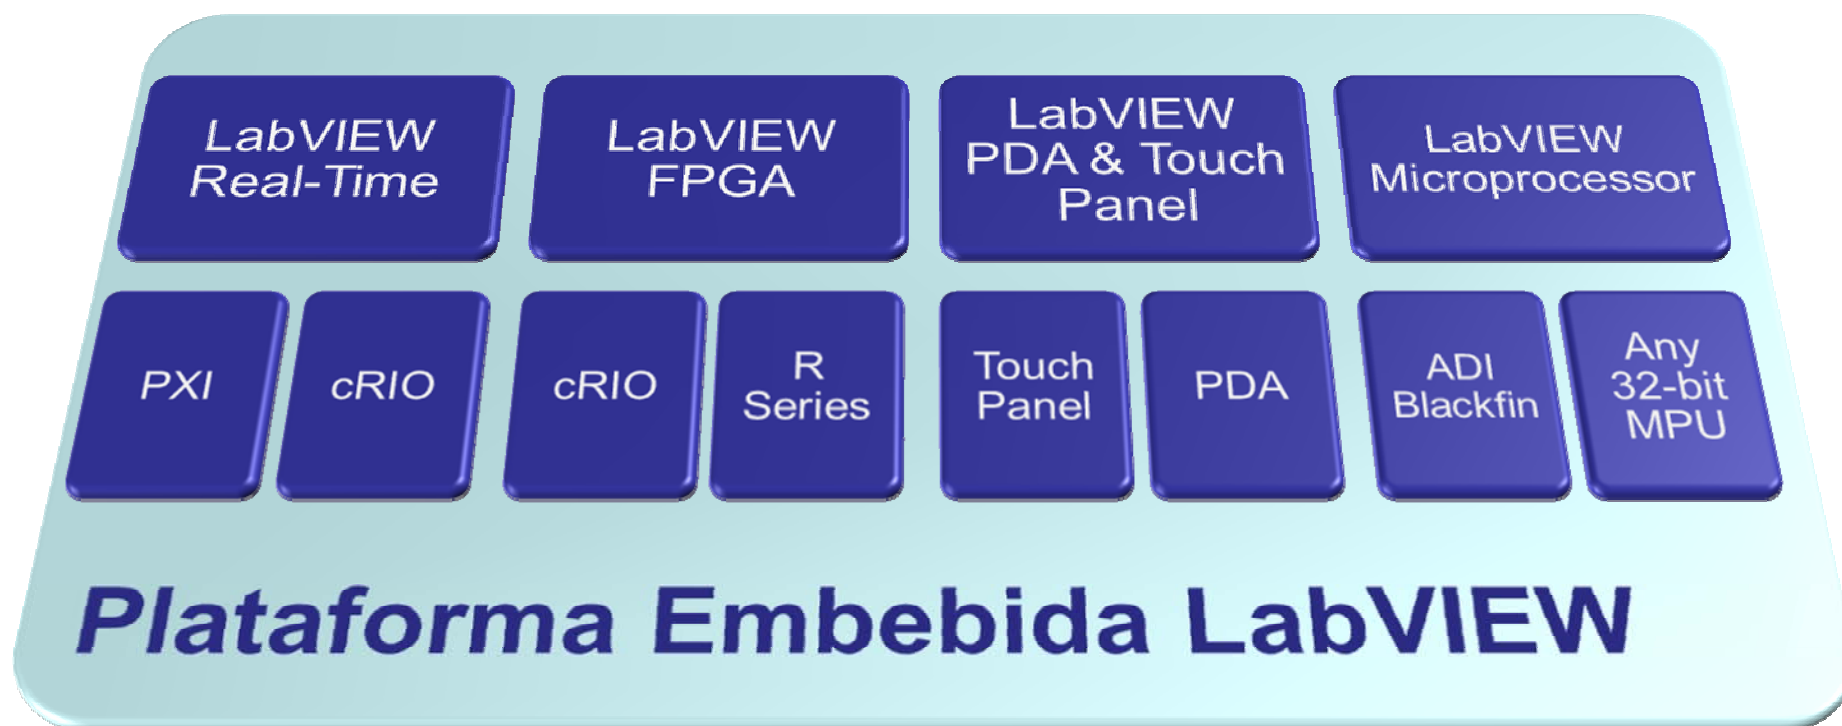 LabVIEW
Real-Time
LabVIEW
FPGA
LabVIEW
PDA & Touch
Panel
LabVIEW
Microprocessor
PXI
cRIO
cRIO
R
Series
Touch
Panel
PDA
ADI
Blackfin
Any
32-bit
MPU
Plataforma Embebida LabVIEW